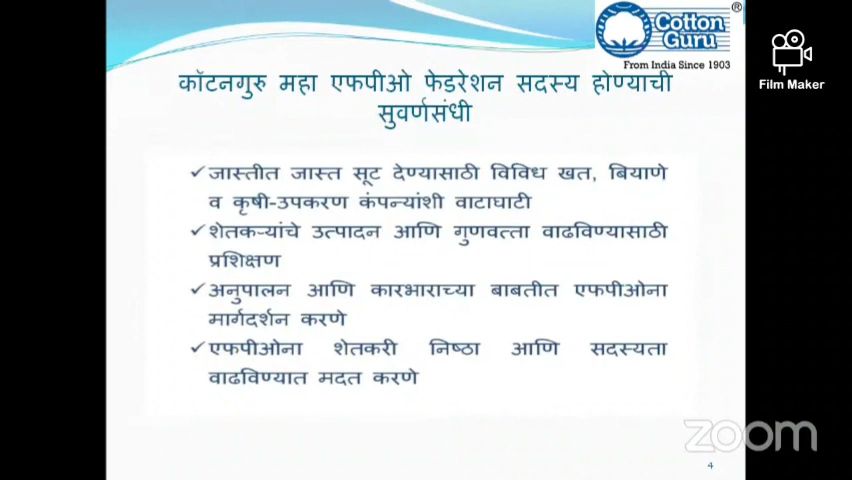 Cotton
Guru
®
From India Since 1903
Film Maker
कॉटनगुरु महा एफपीओ फेडरेशन सदस्य होण्याची
सुवर्णसंधी
✓जास्तीत जास्त सूट देण्यासाठी विविध खत, बियाणे
व कृषी-उपकरण कंपन्यांशी वाटाघाटी
✓शेतकऱ्यांचे उत्पादन आणि गुणवत्ता वाढविण्यासाठी
प्रशिक्षण
✓अनुपालन आणि कारभाराच्या बाबतीत एफपीओना
मार्गदर्शन करणे
✓एफपीओना शेतकरी निष्ठा आणि सदस्यता
वाढविण्यात मदत करणे
zoom
4